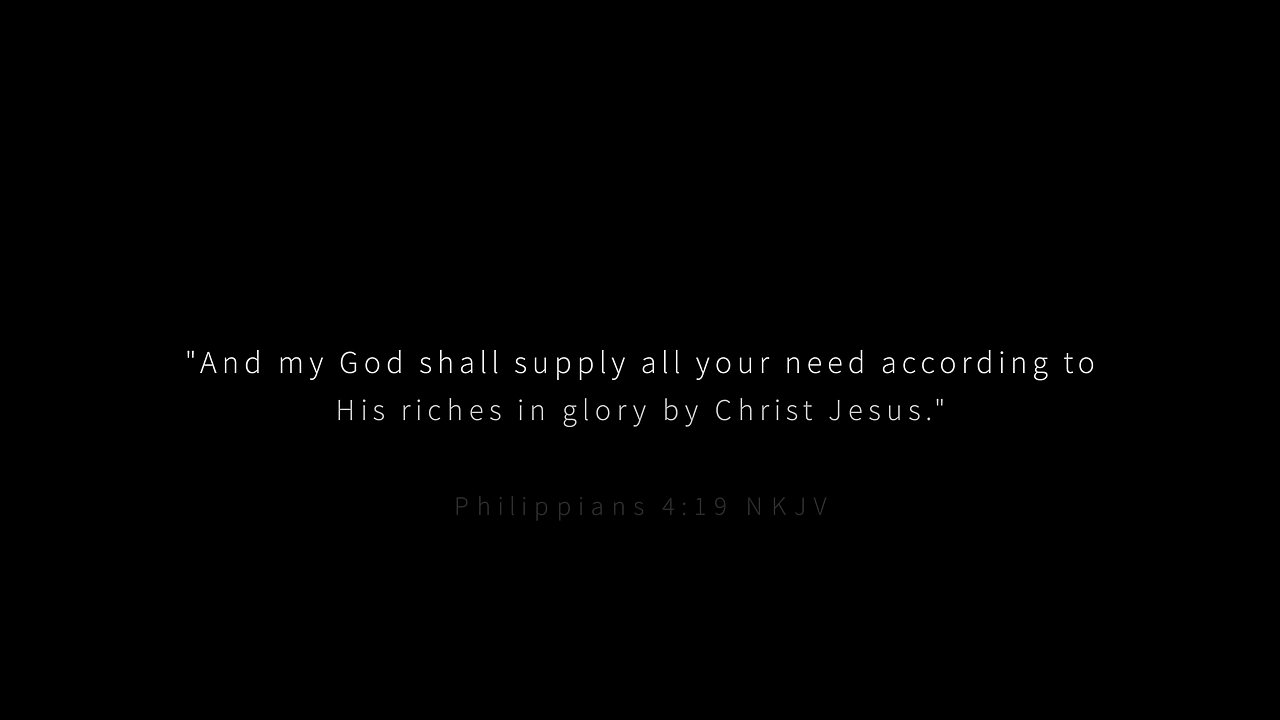 "And my God shall supply all your need according to
His riches in glory by Christ Jesus."
Philippians 4:19 NKJV